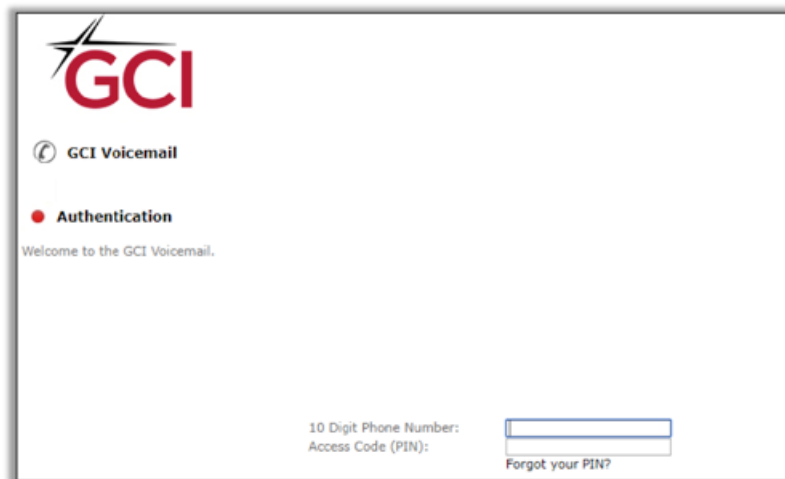 GCI
GCI Voicemail
Authentication
Welcome to the GCI Voicemail.
10 Digit Phone Number:
Access Code (PIN):
Forgot your PIN?